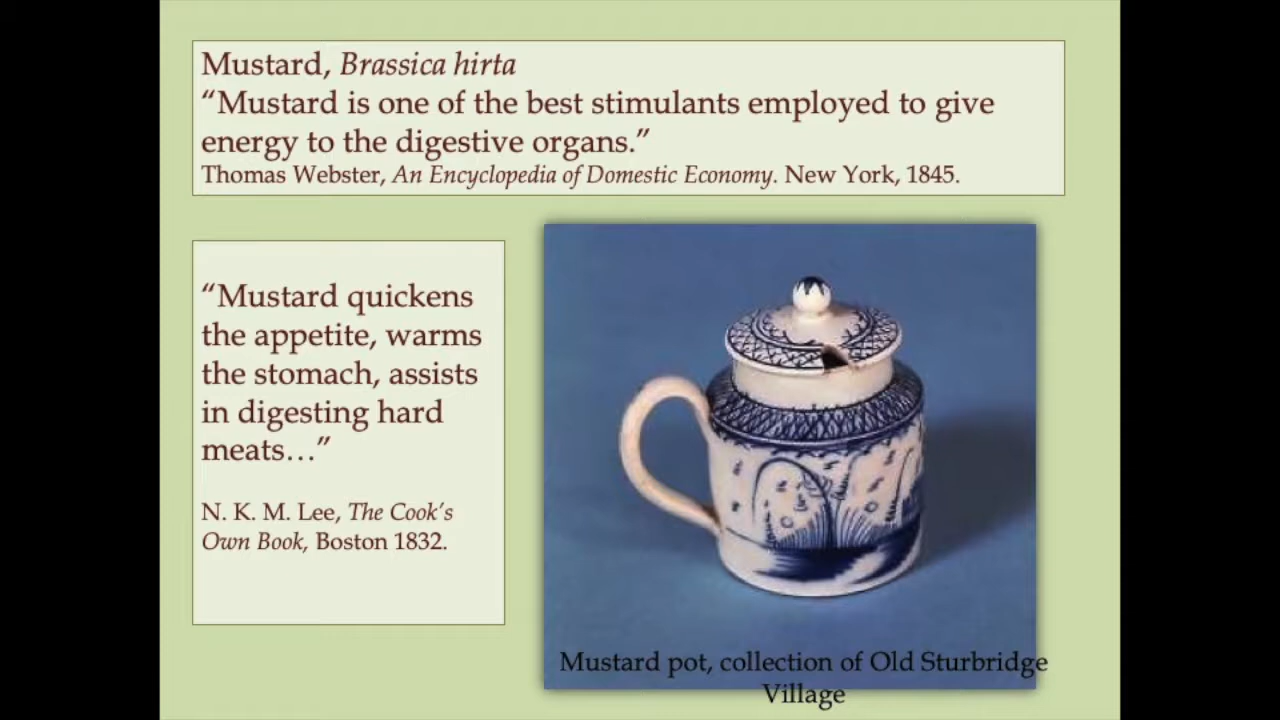 Mustard, Brassica hirta
“Mustard is one of the best stimulants employed to give
energy to the digestive organs.”
Thomas Webster, An Encyclopedia of Domestic Economy. New York, 1845.
“Mustard quickens
the appetite, warms
the stomach, assists
in digesting hard
meats…”
N. K. M. Lee, The Cook’s
Own Book, Boston 1832.
Mustard pot, collection of Old Sturbridge
Village